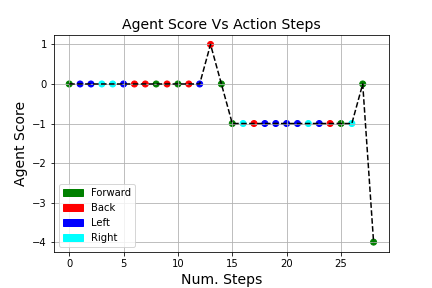 Agent Score Vs Action Steps
1
0
−1
−2
−3
−4
Agent Score
Forward
Back
Left
Right
0 5 10 15 20 25
Num. Steps